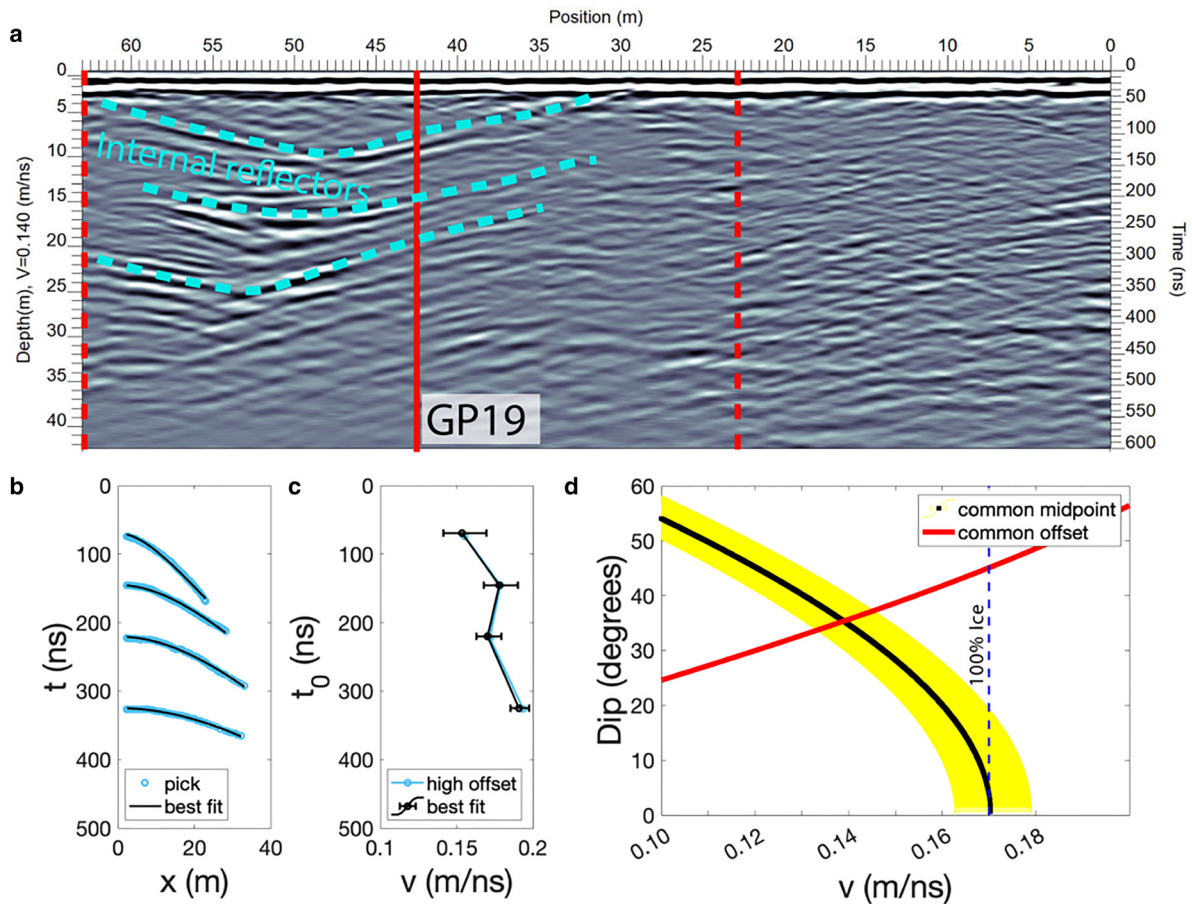 a
Position (m)
60 55 50 45 40 35 30 25 20 15 10 5 0
Depth(m), V=0.140 (m/ns)
0
5
10
15
20
25
30
35
40
Internal reflectors
GP19
Time (ns)
0
50
100
150
200
250
300
350
400
450
500
550
600
b
t (ns)
0
100
200
300
400
500
pick
best fit
0 20 40
x (m)
c
t_0 (ns)
0
100
200
300
400
500
high offset
best fit
0.1 0.15 0.2
v (m/ns)
d
Dip (degrees)
60
50
40
30
20
10
0
common midpoint
common offset
100% Ice
0.10 0.12 0.14 0.16 0.18
v (m/ns)